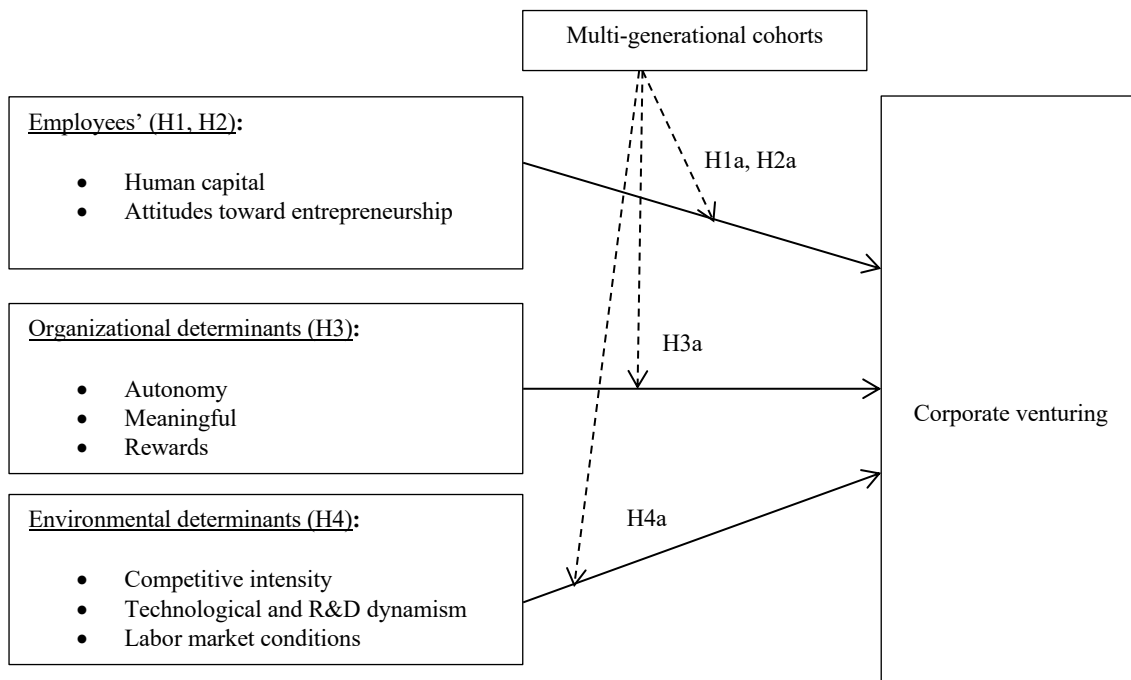 Multi-generational cohorts
Employees’ (H1, H2):
• Human capital
• Attitudes toward entrepreneurship
H1a, H2a
Organizational determinants (H3):
• Autonomy
• Meaningful
• Rewards
H3a
Corporate venturing
Environmental determinants (H4):
• Competitive intensity
• Technological and R&D dynamism
• Labor market conditions
H4a